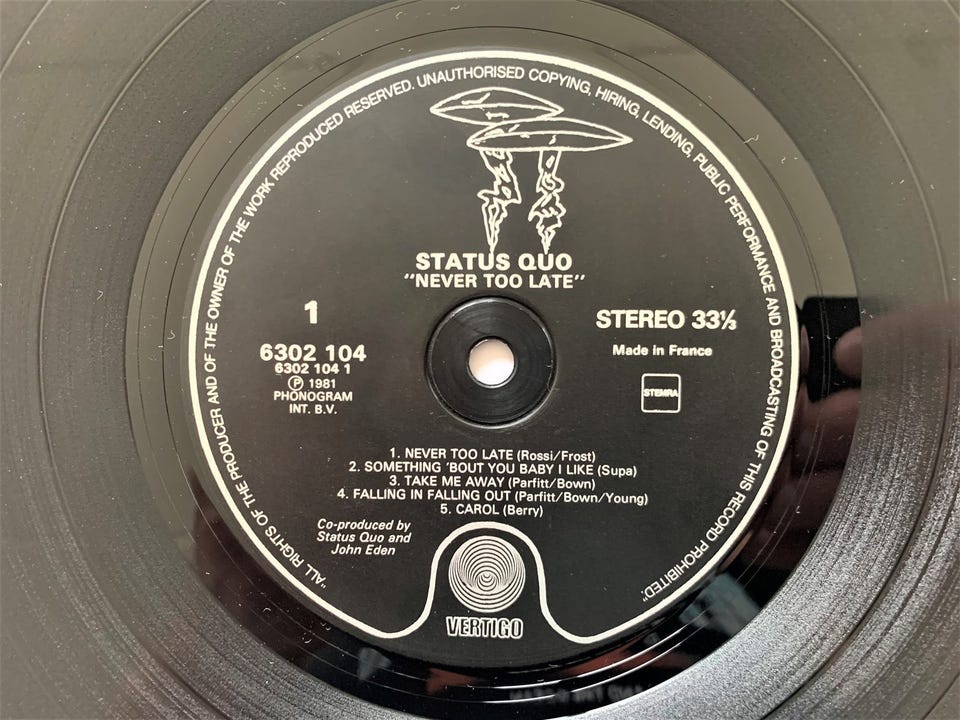 "ALL RIGHTS OF THE PRODUCER AND OF THE OWNER OF THE WORK REPRODUCED RESERVED. UNAUTHORISED COPYING, HIRING, LENDING, PUBLIC PERFORMANCE AND BROADCASTING OF THIS RECORD PROHIBITED".
STATUS QUO
"NEVER TOO LATE"
1
6302 104
6302 104 1
Ⓟ 1981
PHONOGRAM
INT. B.V.
STEREO 33⅓
Made in France
STEMRA
1. NEVER TOO LATE (Rossi/Frost)
2. SOMETHING 'BOUT YOU BABY I LIKE (Supa)
3. TAKE ME AWAY (Parfitt/Bown)
4. FALLING IN FALLING OUT (Parfitt/Bown/Young)
5. CAROL (Berry)
Co-produced by
Status Quo and
John Eden
VERTIGO